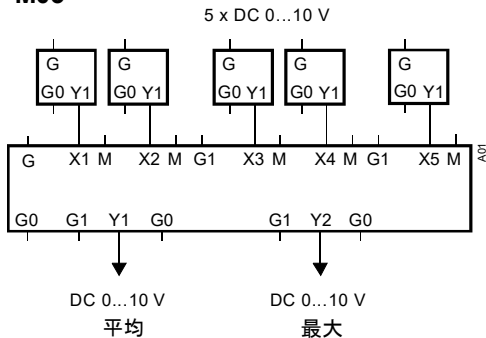 5 x DC 0...10 V
G G G G G
G0 Y1 G0 Y1 G0 Y1 G0 Y1 G0 Y1
G X1 M X2 M G1 X3 M X4 M G1 X5 M
A01
G0 G1 Y1 G0 G1 Y2 G0
DC 0...10 V DC 0...10 V
平均 最大